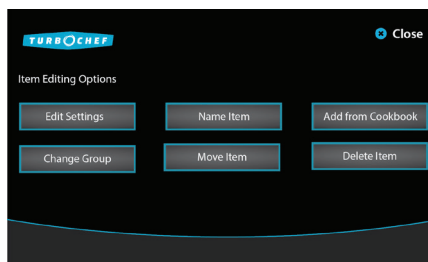 TURBOCHEF
Close
Item Editing Options
Edit Settings
Name Item
Add from Cookbook
Change Group
Move Item
Delete Item